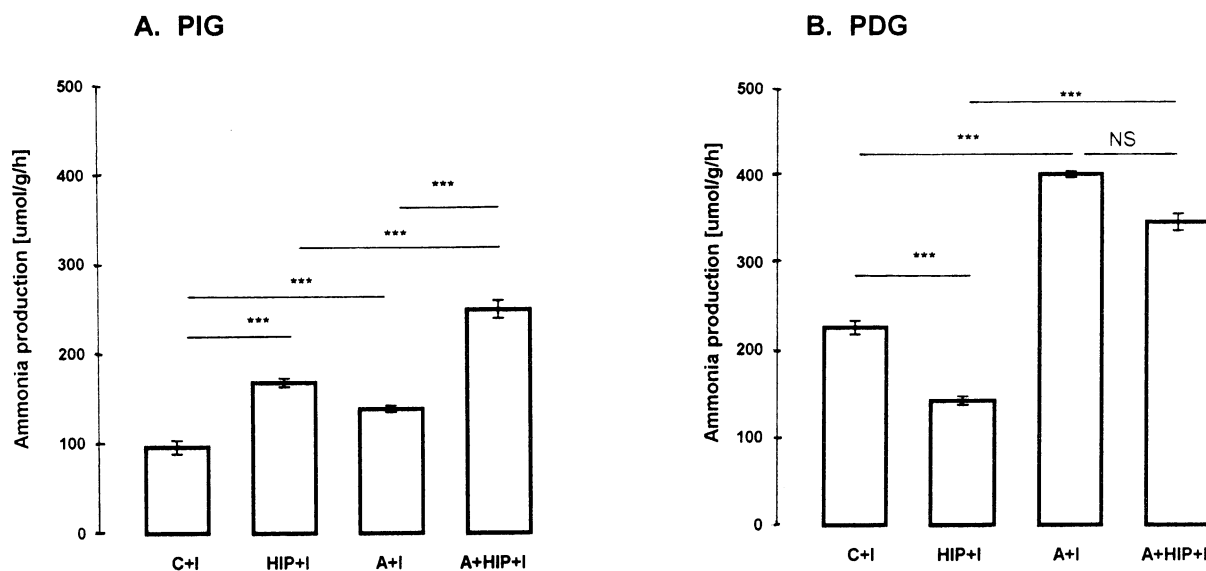 A. PIG
Ammonia production [umol/g/h]
500
400
300
200
100
0
***
***
***
***
C+I
HIP+I
A+I
A+HIP+I
B. PDG
Ammonia production [umol/g/h]
500
400
300
200
100
0
***
***
NS
***
C+I
HIP+I
A+I
A+HIP+I